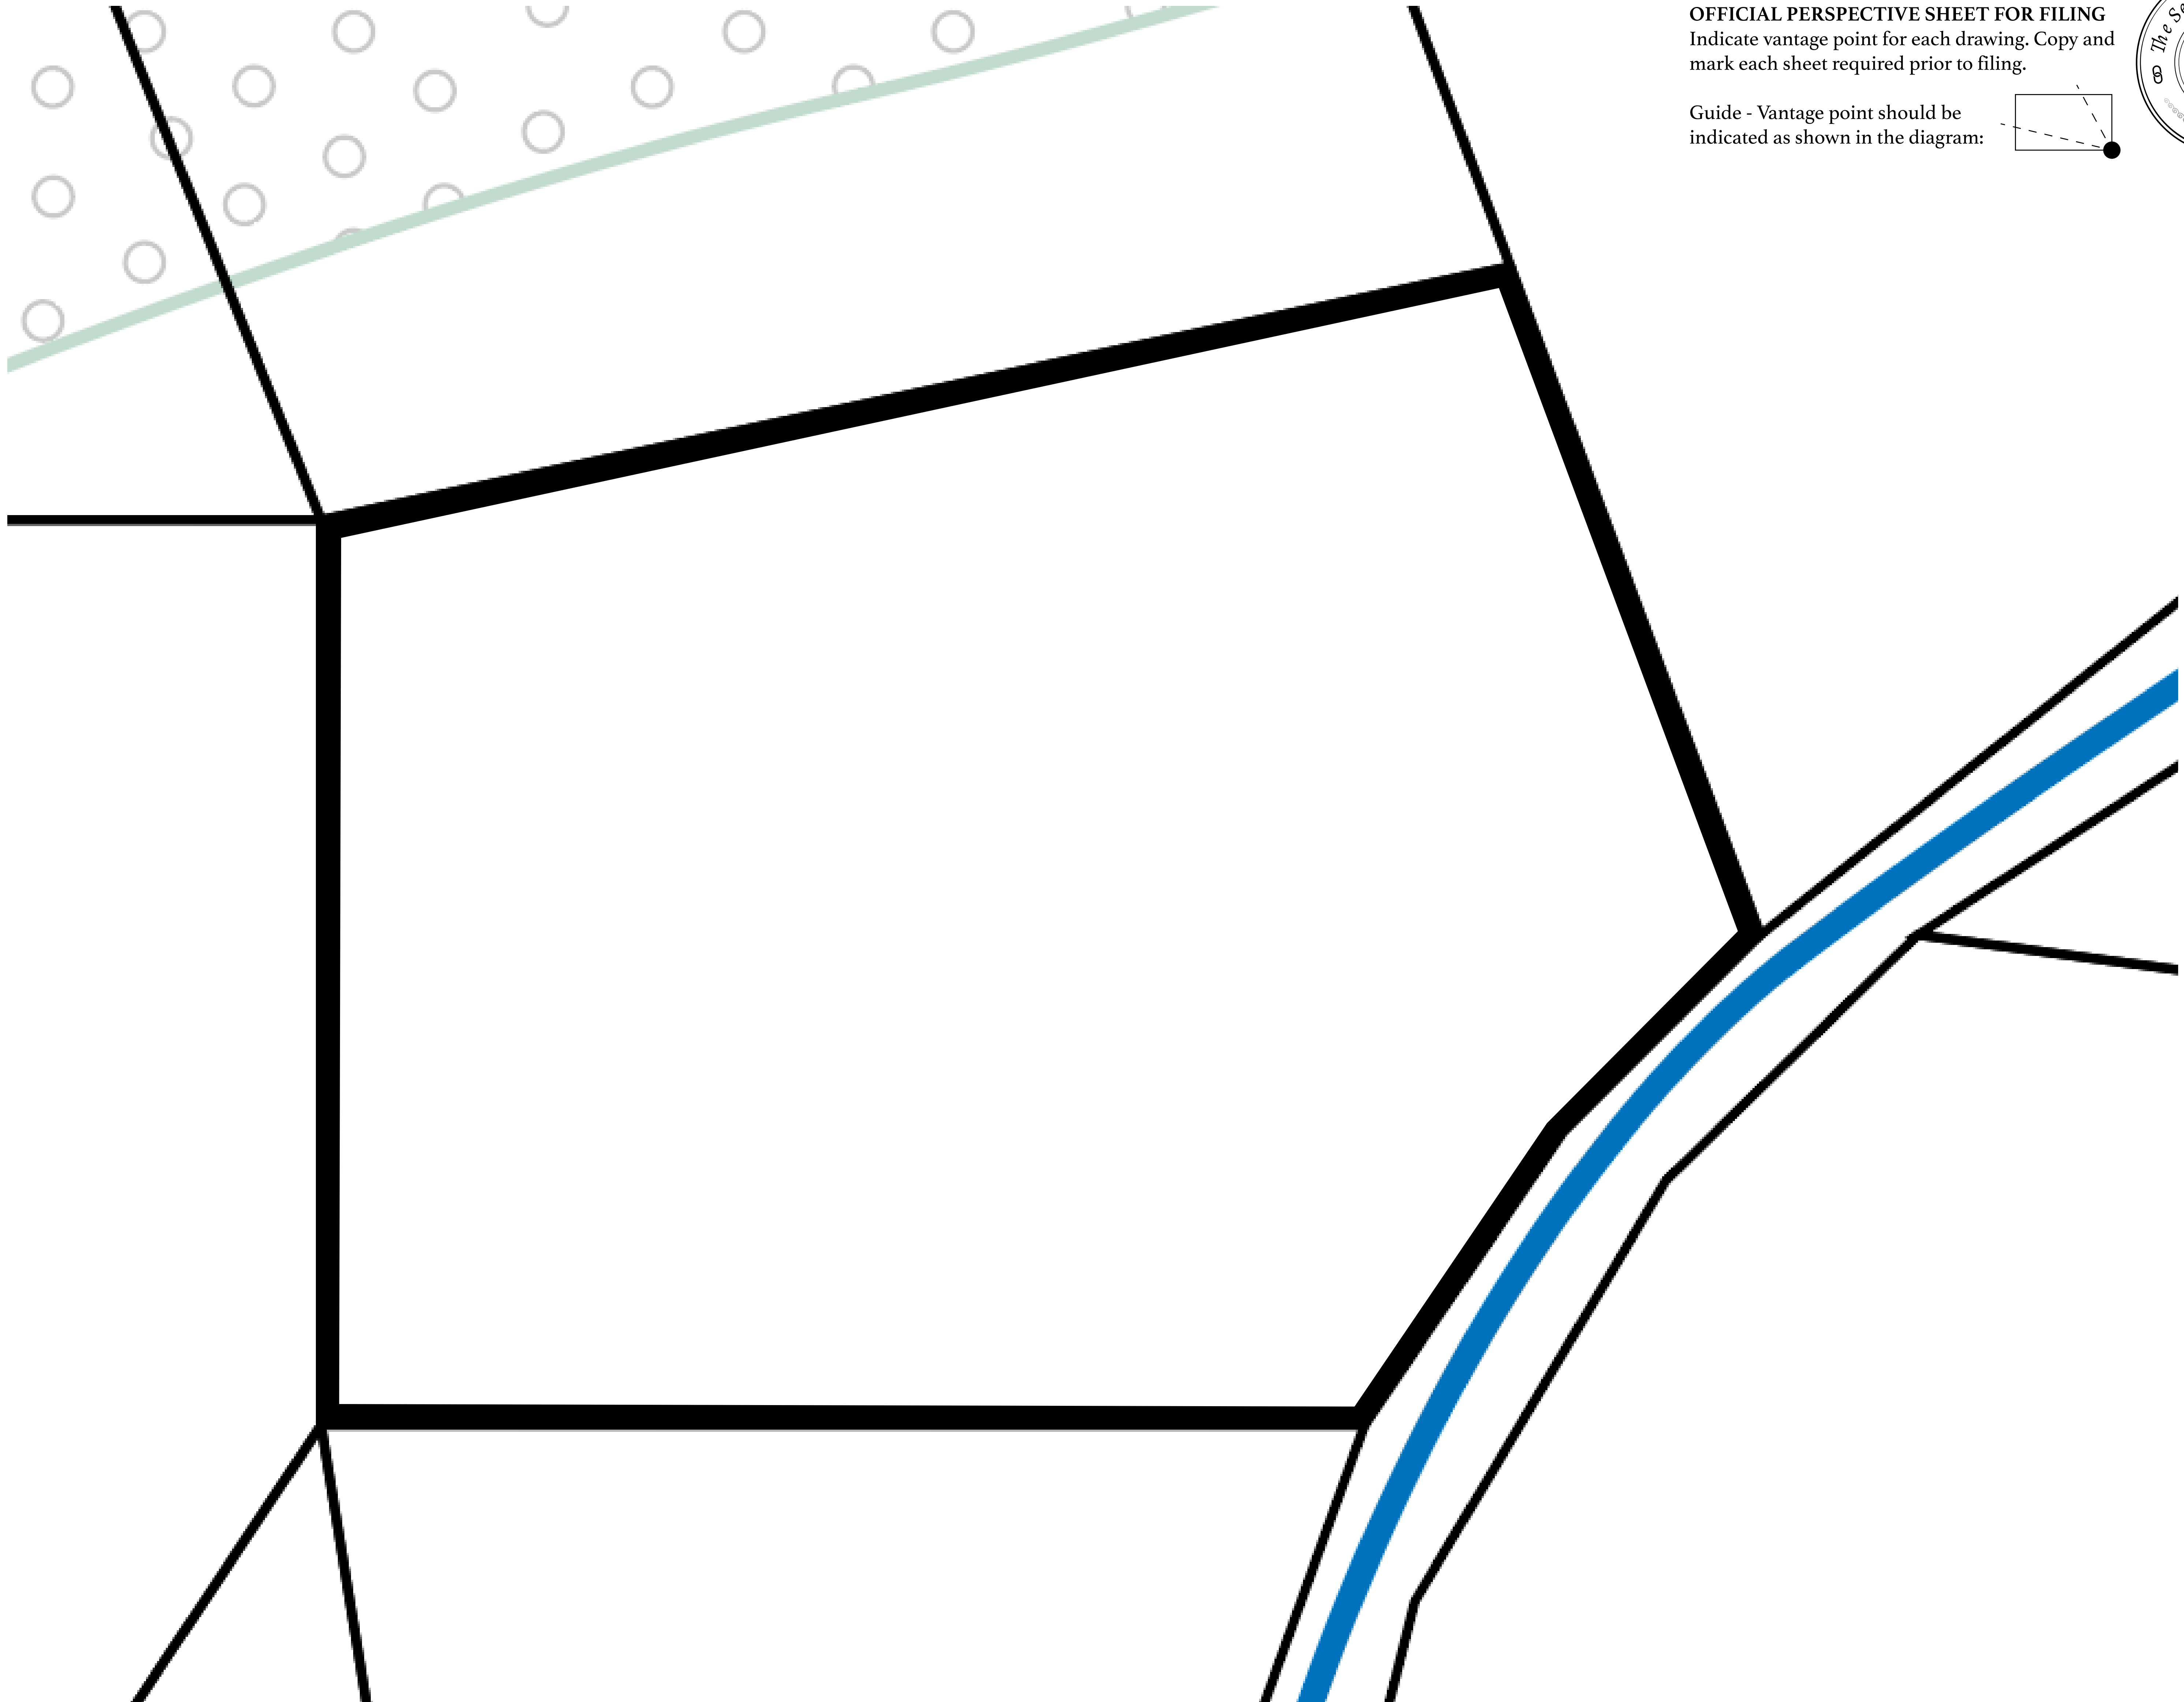 OFFICIAL PERSPECTIVE SHEET FOR FILING
Indicate vantage point for each drawing. Copy and
mark each sheet required prior to filing.
Guide - Vantage point should be
indicated as shown in the diagram:
The